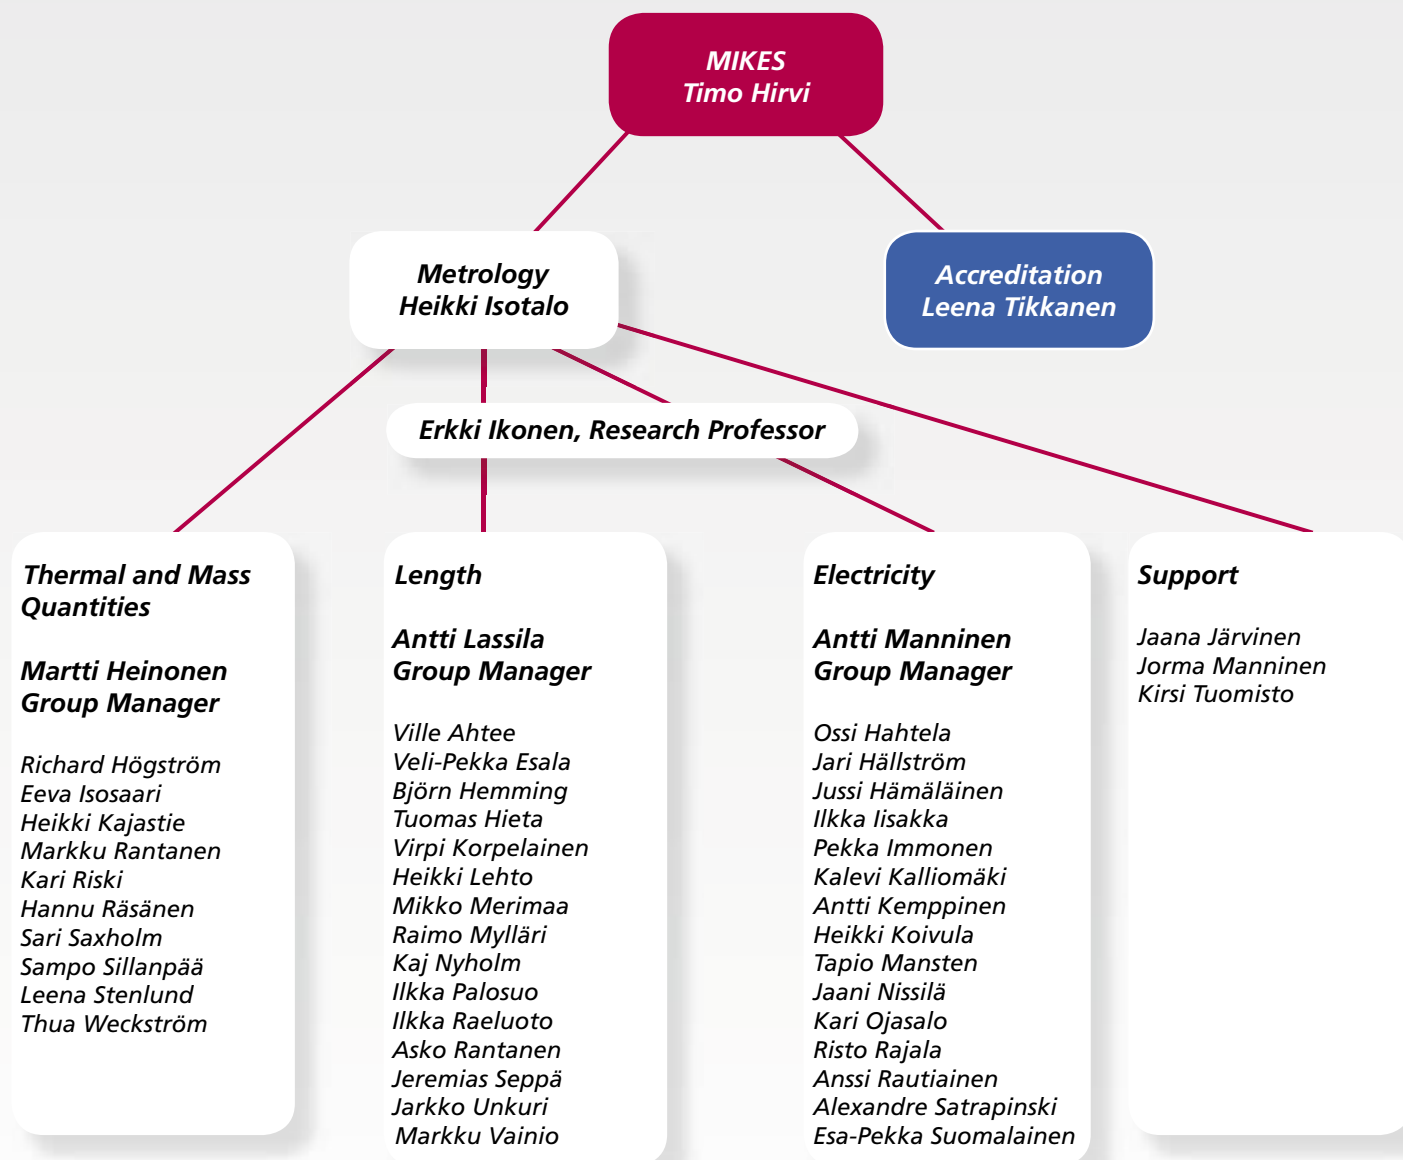 MIKES
Timo Hirvi
Metrology
Heikki Isotalo
Accreditation
Leena Tikkanen
Erkki Ikonen, Research Professor
Thermal and Mass
Quantities
Martti Heinonen
Group Manager
Richard Högström
Eeva Isosaari
Heikki Kajastie
Markku Rantanen
Kari Riski
Hannu Räsänen
Sari Saxholm
Sampo Sillanpää
Leena Stenlund
Thua Weckström
Length
Antti Lassila
Group Manager
Ville Ahtee
Veli-Pekka Esala
Björn Hemming
Tuomas Hieta
Virpi Korpelainen
Heikki Lehto
Mikko Merimaa
Raimo Mylläri
Kaj Nyholm
Ilkka Palosuo
Ilkka Raeluoto
Asko Rantanen
Jeremias Seppä
Jarkko Unkuri
Markku Vainio
Electricity
Antti Manninen
Group Manager
Ossi Hahtela
Jari Hällström
Jussi Hämäläinen
Ilkka Iisakka
Pekka Immonen
Kalevi Kalliomäki
Antti Kemppinen
Heikki Koivula
Tapio Mansten
Jaani Nissilä
Kari Ojasalo
Risto Rajala
Anssi Rautiainen
Alexandre Satrapinski
Esa-Pekka Suomalainen
Support
Jaana Järvinen
Jorma Manninen
Kirsi Tuomisto